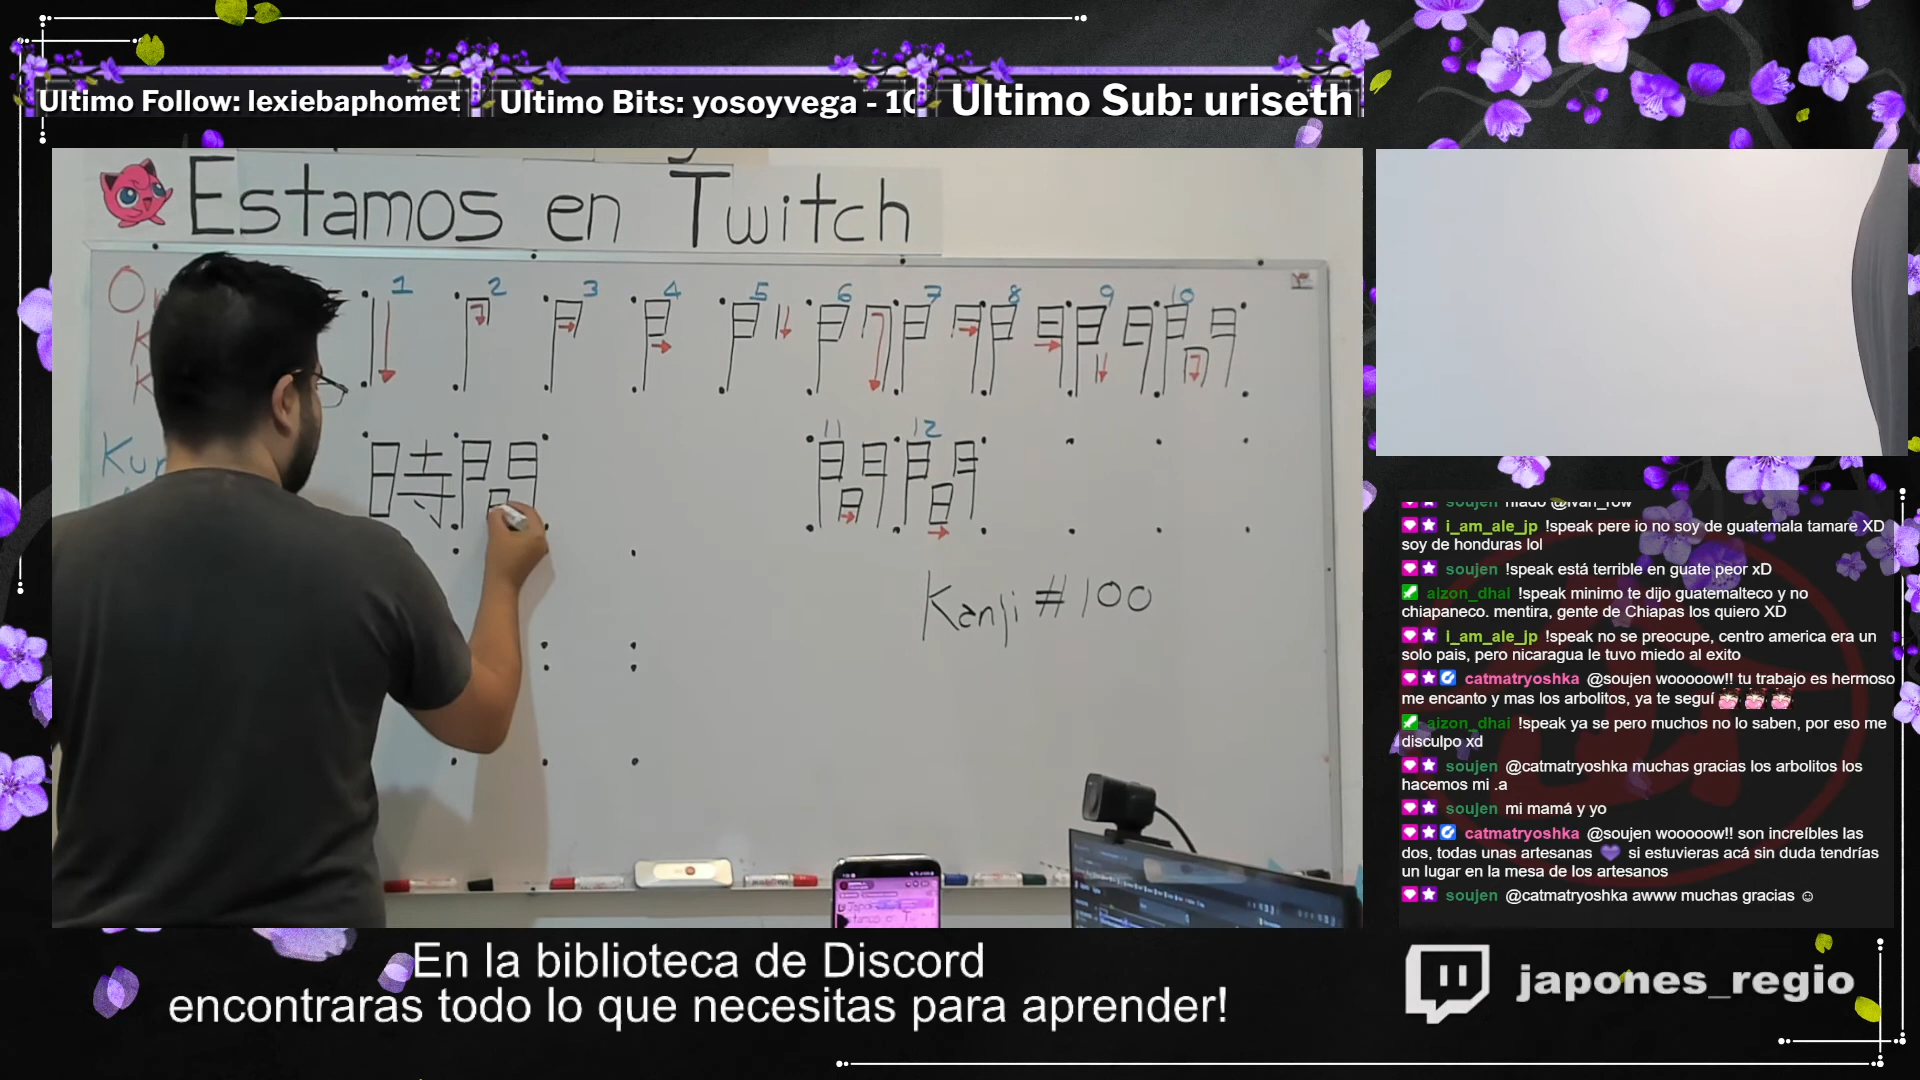 Ultimo Follow: lexiebaphomet
Ultimo Bits: yosoyvega - 10
Ultimo Sub: uriseth
Estamos en Twitch
1 2 3 4 5 6 7 8 9 10
時間
11 12
Kanji #100
soujen
i_am_ale_jp !speak pere io no soy de guatemala tamare XD
soy de honduras lol
soujen !speak está terrible en guate peor xD
aizon_dhai !speak minimo te dijo guatemalteco y no
chiapaneco. mentira, gente de Chiapas los quiero XD
i_am_ale_jp !speak no se preocupe, centro america era un
solo pais, pero nicaragua le tuvo miedo al exito
catmatryoshka @soujen wooooow!! tu trabajo es hermoso
me encanto y mas los arbolitos, ya te seguí
aizon_dhai !speak ya se pero muchos no lo saben, por eso me
disculpo xd
soujen @catmatryoshka muchas gracias los arbolitos los
hacemos mi .a
soujen mi mamá y yo
catmatryoshka @soujen wooooow!! son increíbles las
dos, todas unas artesanas 💜 si estuvieras acá sin duda tendrías
un lugar en la mesa de los artesanos
soujen @catmatryoshka awww muchas gracias ☺
En la biblioteca de Discord
encontraras todo lo que necesitas para aprender!
japones_regio